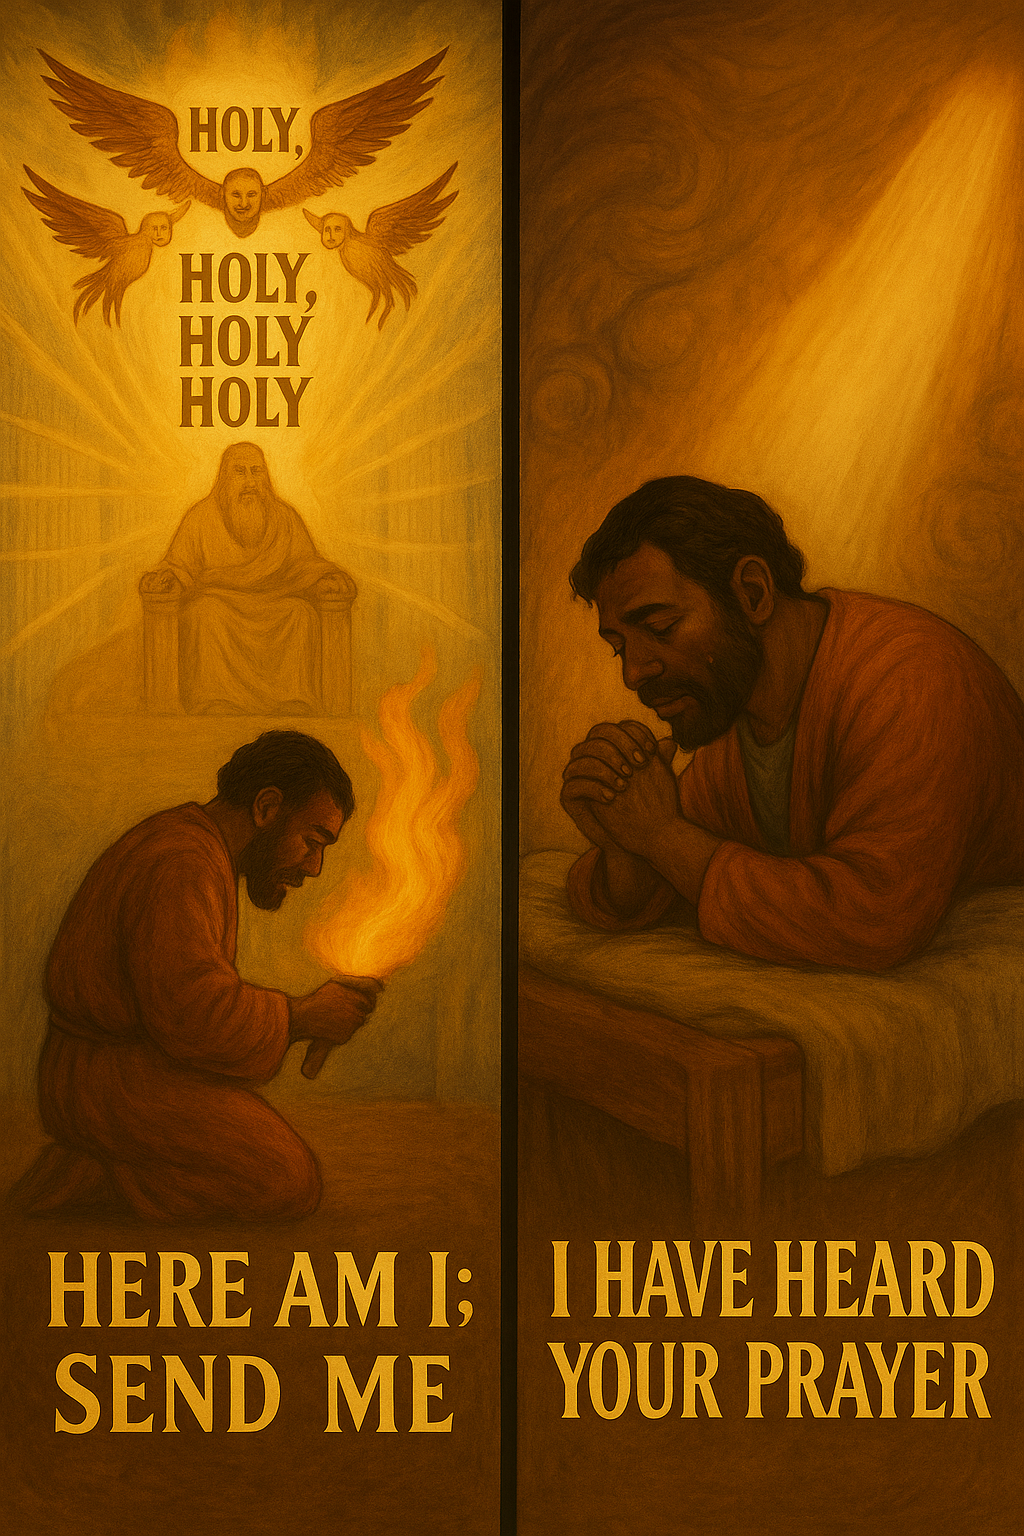 HOLY,
HOLY,
HOLY
HOLY
HERE AM I;
SEND ME
I HAVE HEARD
YOUR PRAYER